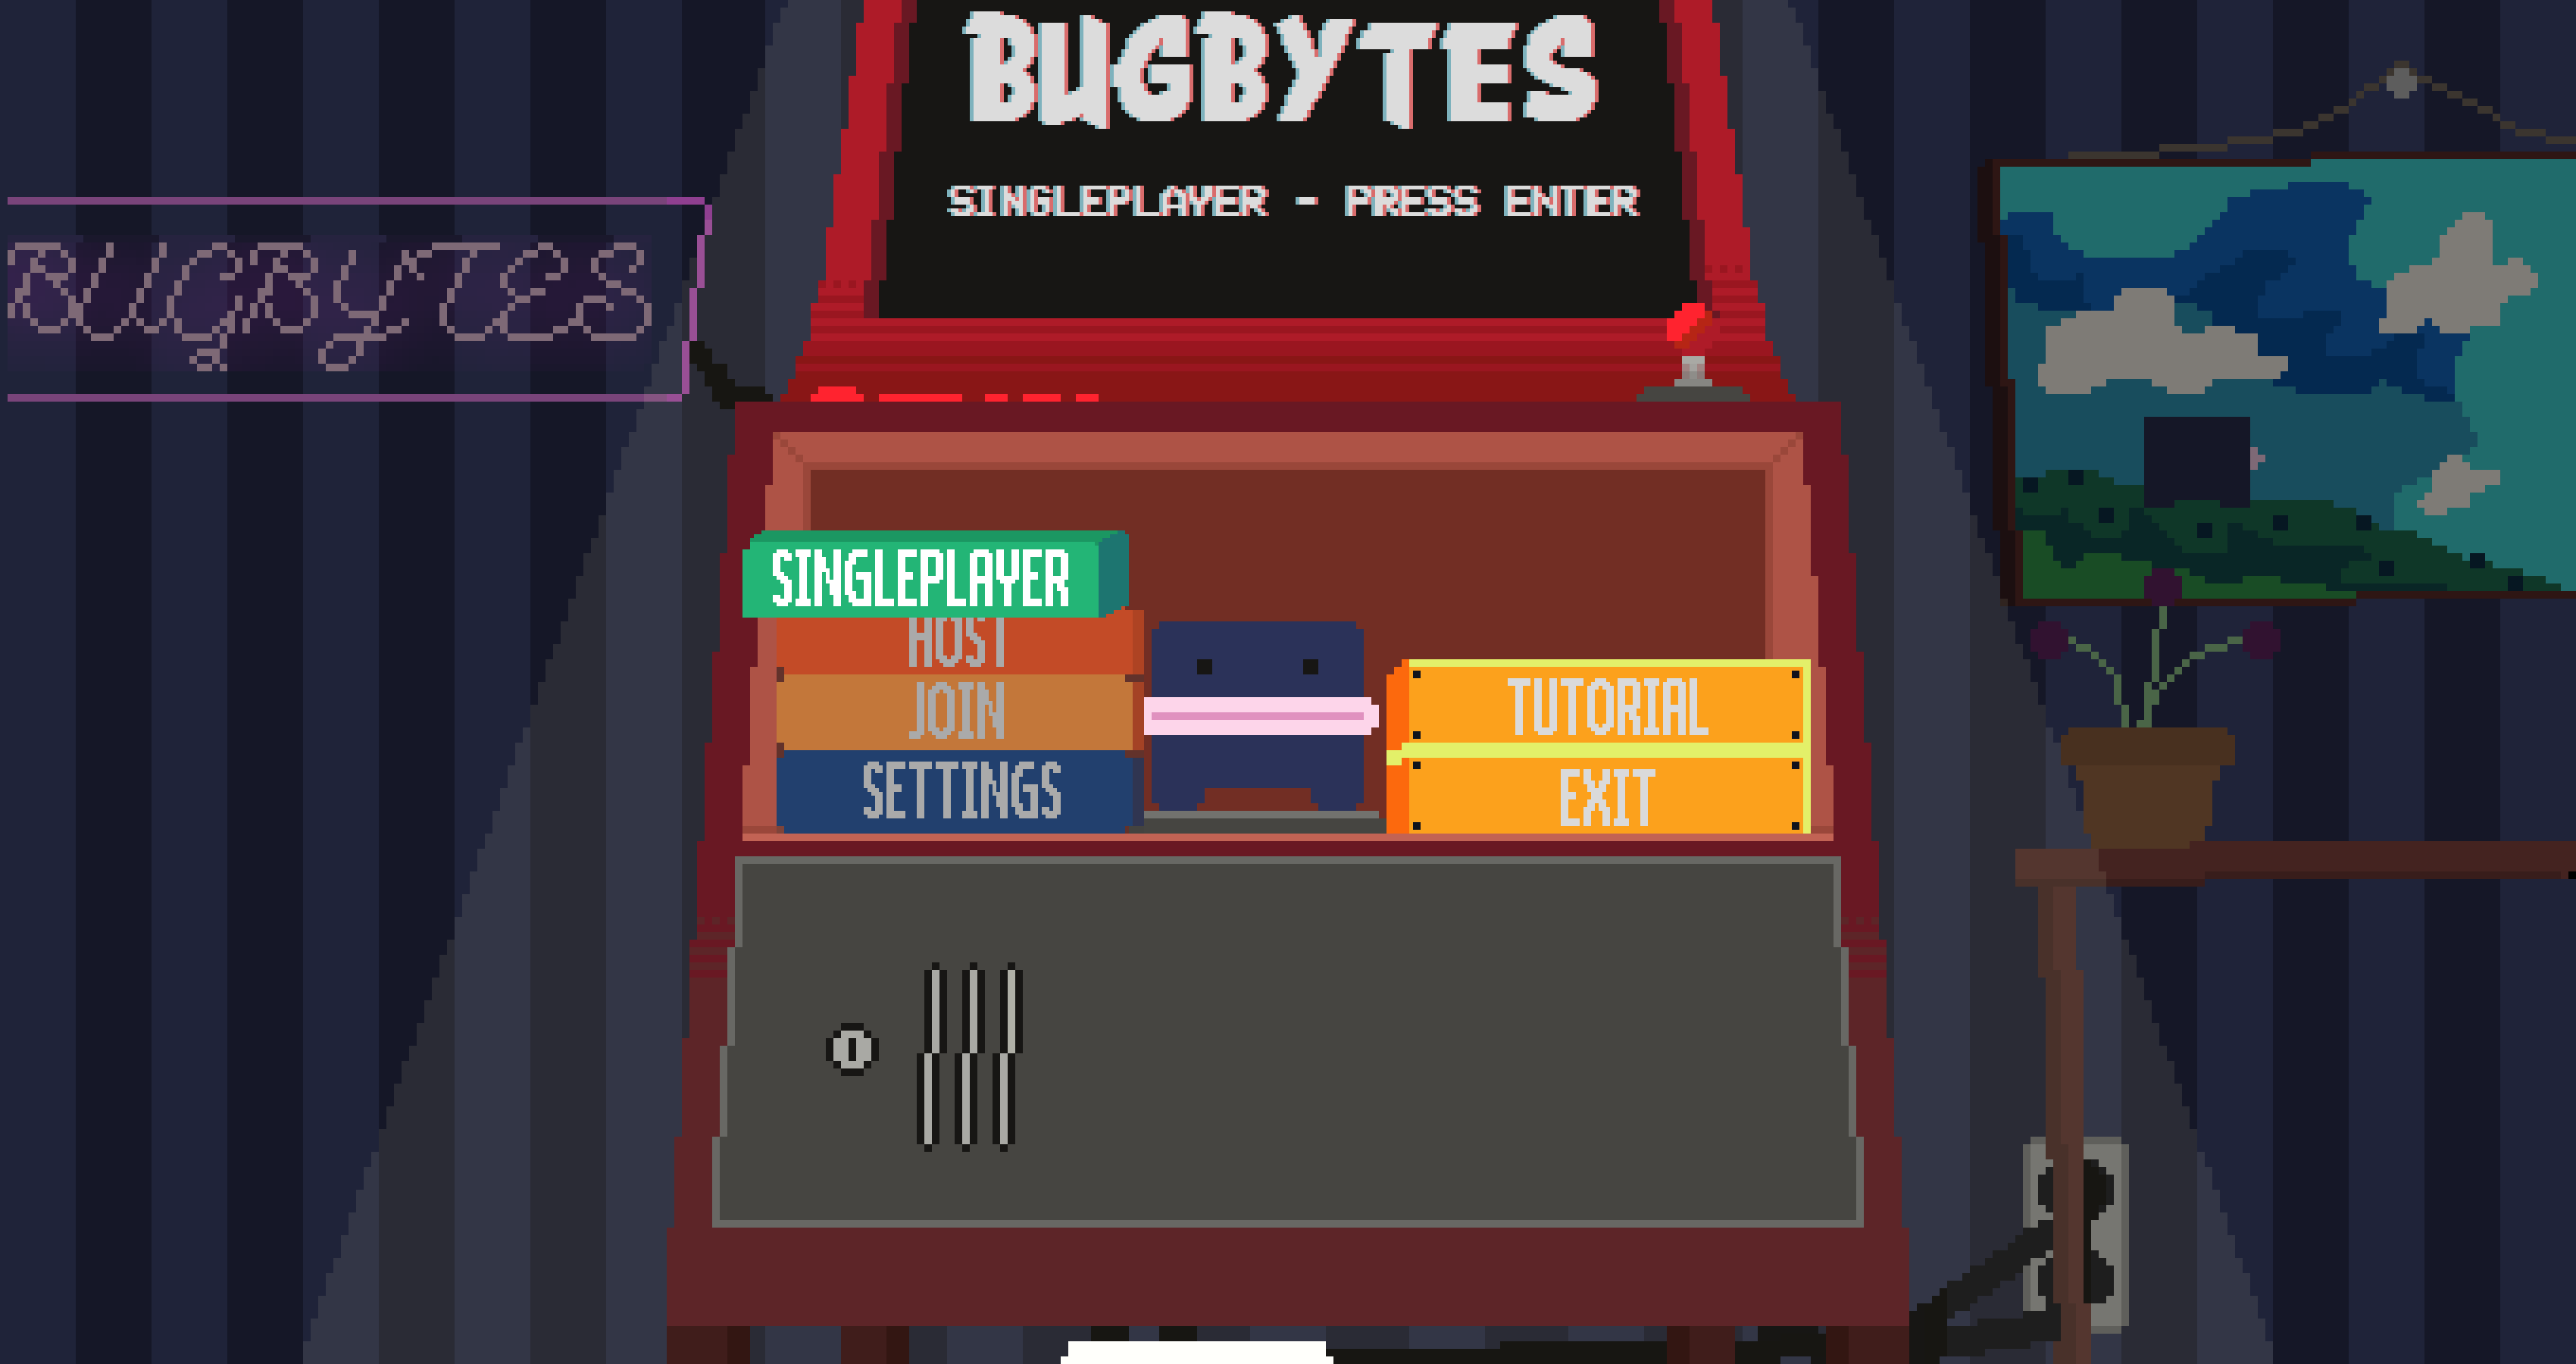 BUGBYTES
SINGLEPLAYER - PRESS ENTER
BUGBYTES
SINGLEPLAYER
HOST
JOIN
SETTINGS
TUTORIAL
EXIT